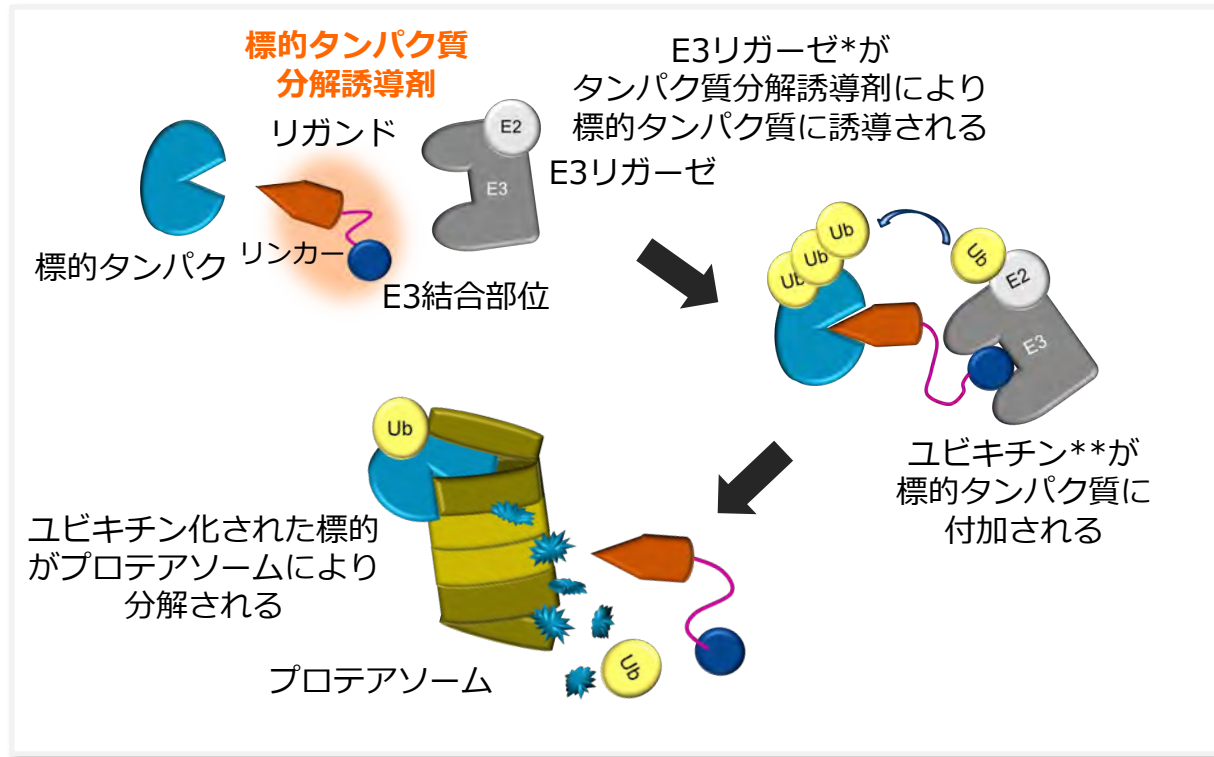 標的タンパク質
分解誘導剤
リガンド
E2
E3
E3リガーゼ
標的タンパク
リンカー
E3結合部位
E3リガーゼ*が
タンパク質分解誘導剤により
標的タンパク質に誘導される
Ub
Ub
Ub
Ub
E2
E3
ユビキチン**が
標的タンパク質に
付加される
Ub
ユビキチン化された標的
がプロテアソームにより
分解される
Ub
プロテアソーム